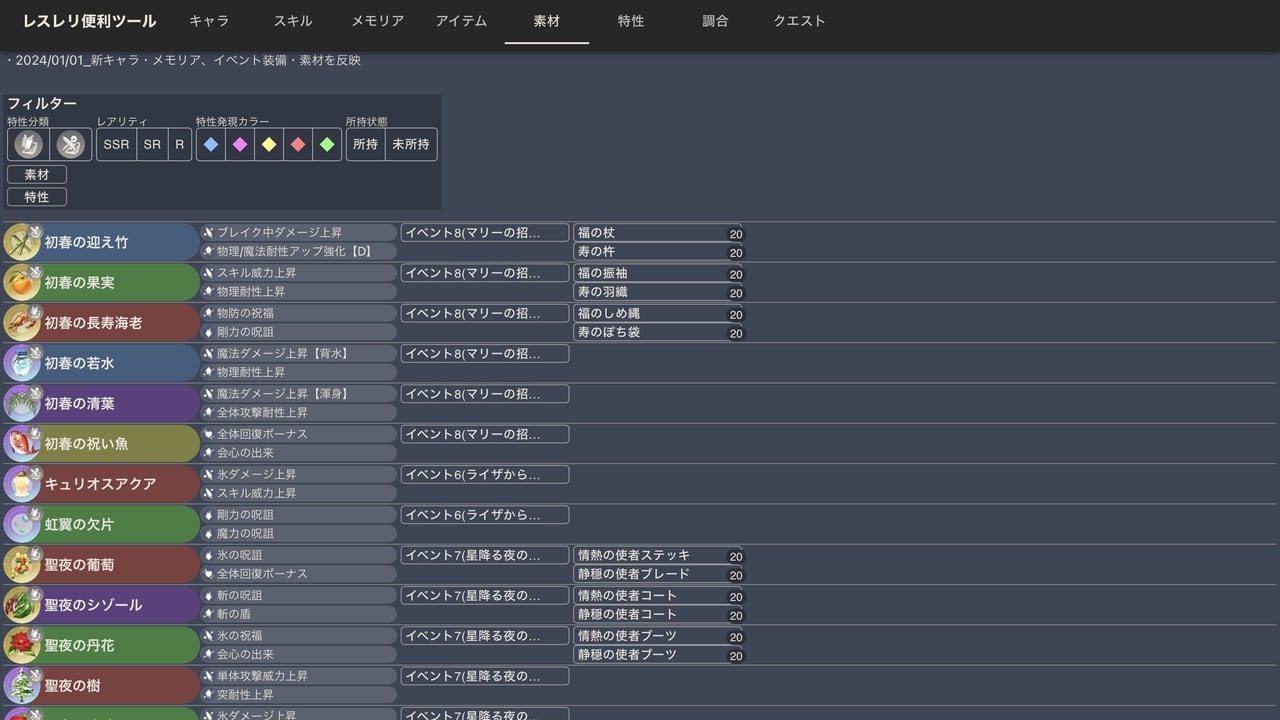 レスレリ便利ツール キャラ スキル メモリア アイテム 素材 特性 調合 クエスト
・2024/01/01_新キャラ・メモリア、イベント装備・素材を反映
フィルター
特性分類 レアリティ 特性発現カラー 所持状態
SSR SR R 所持 未所持
素材
特性
初春の迎え竹 ブレイク中ダメージ上昇 イベント8(マリーの招... 福の杖 20
物理/魔法耐性アップ強化【D】 寿の杵 20
初春の果実 スキル威力上昇 イベント8(マリーの招... 福の振袖 20
物理耐性上昇 寿の羽織 20
初春の長寿海老 物防の祝福 イベント8(マリーの招... 福のしめ縄 20
剛力の呪詛 寿のぽち袋 20
初春の若水 魔法ダメージ上昇【背水】 イベント8(マリーの招...
物理耐性上昇
初春の清葉 魔法ダメージ上昇【渾身】 イベント8(マリーの招...
全体攻撃耐性上昇
初春の祝い魚 全体回復ボーナス イベント8(マリーの招...
会心の出来
キュリオスアクア 氷ダメージ上昇 イベント6(ライザから...
スキル威力上昇
虹翼の欠片 剛力の呪詛 イベント6(ライザから...
魔力の呪詛
聖夜の葡萄 氷の呪詛 イベント7(星降る夜の... 情熱の使者ステッキ 20
全体回復ボーナス 静穏の使者ブレード 20
聖夜のシゾール 斬の呪詛 イベント7(星降る夜の... 情熱の使者コート 20
斬の盾 静穏の使者コート 20
聖夜の丹花 氷の祝福 イベント7(星降る夜の... 情熱の使者ブーツ 20
会心の出来 静穏の使者ブーツ 20
聖夜の樹 単体攻撃威力上昇 イベント7(星降る夜の...
突耐性上昇
氷ダメージ上昇 イベント7(星降る夜の...